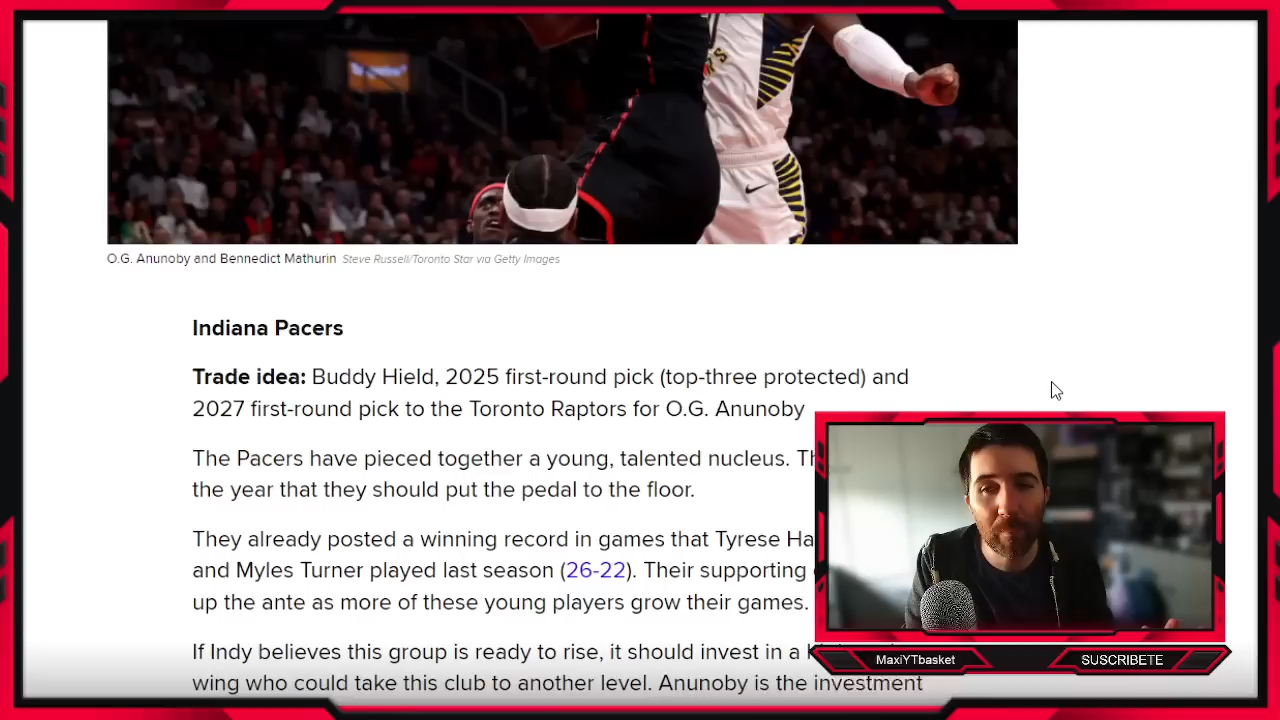 O.G. Anunoby and Bennedict Mathurin Steve Russell/Toronto Star via Getty Images
Indiana Pacers
Trade idea: Buddy Hield, 2025 first-round pick (top-three protected) and
2027 first-round pick to the Toronto Raptors for O.G. Anunoby
The Pacers have pieced together a young, talented nucleus.
the year that they should put the pedal to the floor.
They already posted a winning record in games that Tyrese
and Myles Turner played last season (26-22). Their supporting
up the ante as more of these young players grow their games.
If Indy believes this group is ready to rise, it should invest in a
wing who could take this club to another level. Anunoby is the investment
MaxiYTbasket
SUSCRIBETE